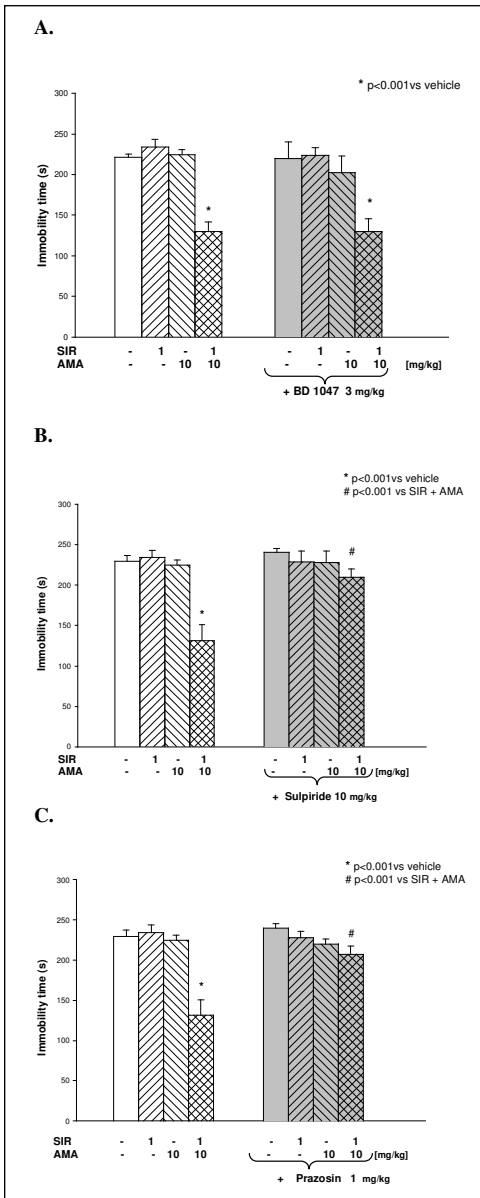 A.
* p<0.001vs vehicle
Immobility time (s)
300
250
200
150
100
50
0
*
*
SIR - 1 - 1 - 1 - 1
AMA - - 10 10 - - 10 10 [mg/kg]
+ BD 1047 3 mg/kg
B.
* p<0.001vs vehicle
# p<0.001 vs SIR + AMA
Immobility time (s)
300
250
200
150
100
50
0
*
#
SIR - 1 - 1 - 1 - 1
AMA - - 10 10 - - 10 10 [mg/kg]
+ Sulpiride 10 mg/kg
C.
* p<0.001vs vehicle
# p<0.001 vs SIR + AMA
Immobility time (s)
300
250
200
150
100
50
0
*
#
SIR - 1 - 1 - 1 - 1
AMA - - 10 10 - - 10 10 [mg/kg]
+ Prazosin 1 mg/kg